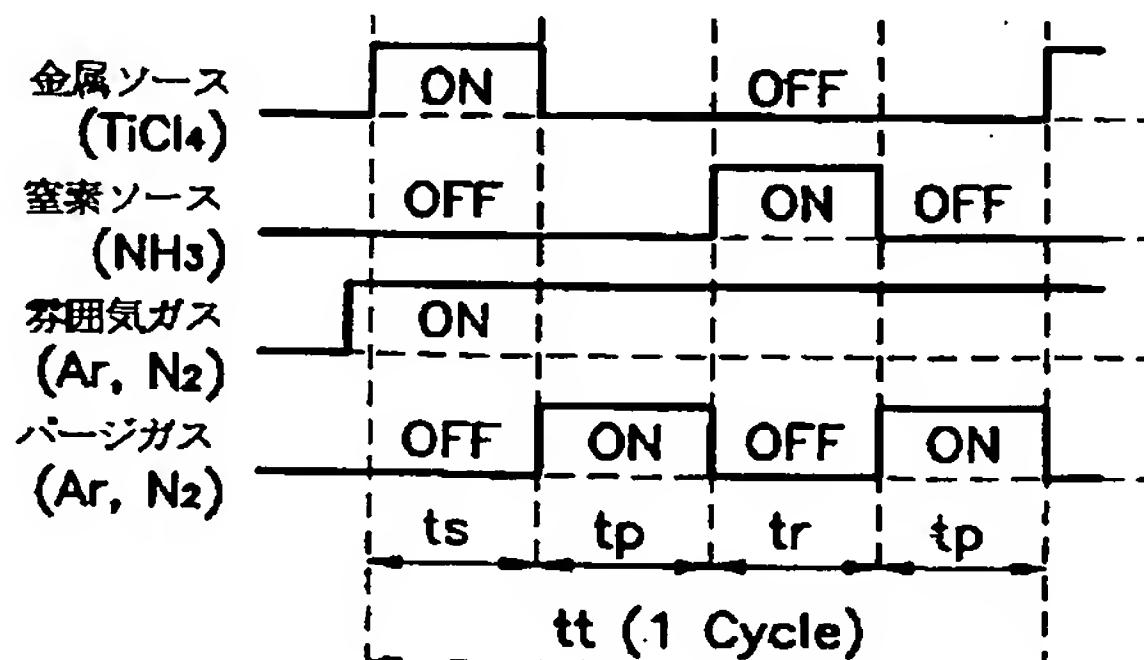 金属ソース ON OFF
(TiCl4)
窒素ソース OFF ON OFF
(NH3)
雰囲気ガス ON
(Ar, N2)
パージガス OFF ON OFF ON
(Ar, N2)
ts tp tr tp
tt (1 Cycle)